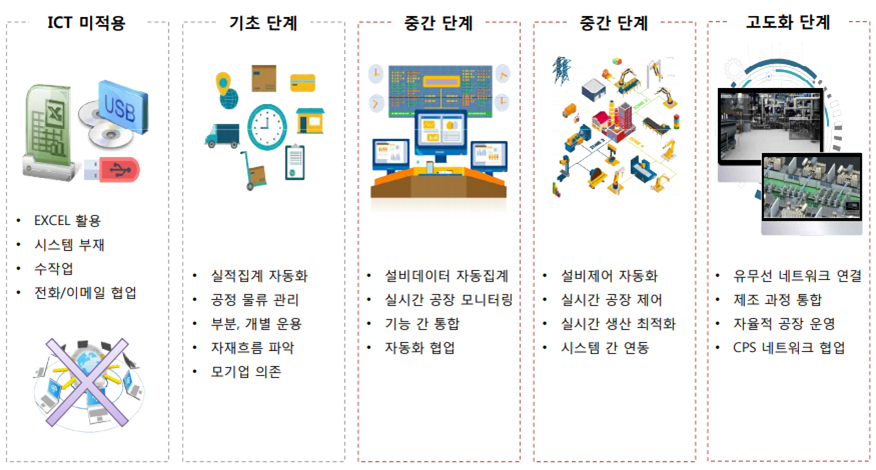 ICT 미적용
USB
• EXCEL 활용
• 시스템 부재
• 수작업
• 전화/이메일 협업
기초 단계
• 실적집계 자동화
• 공정 물류 관리
• 부분, 개별 운용
• 자재흐름 파악
• 모기업 의존
중간 단계
• 설비데이터 자동집계
• 실시간 공장 모니터링
• 기능 간 통합
• 자동화 협업
중간 단계
• 설비제어 자동화
• 실시간 공장 제어
• 실시간 생산 최적화
• 시스템 간 연동
고도화 단계
• 유무선 네트워크 연결
• 제조 과정 통합
• 자율적 공장 운영
• CPS 네트워크 협업